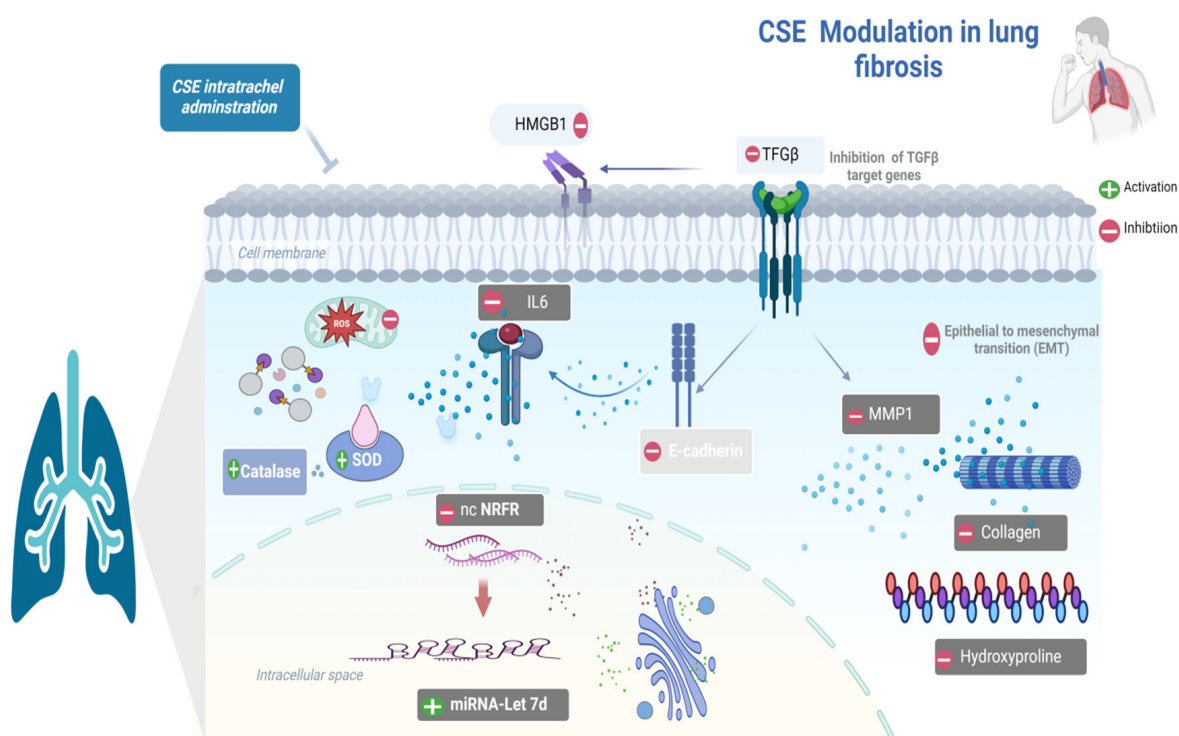 CSE Modulation in lung
fibrosis
CSE intratrachel
adminstration
HMGB1
TFGβ
Inhibition of TGFβ
target genes
Activation
Inhibtiion
Cell membrane
IL6
ROS
Epithelial to mesenchymal
transition (EMT)
MMP1
E-cadherin
SOD
Catalase
nc NRFR
Collagen
Hydroxyproline
Intracellular space
miRNA-Let 7d